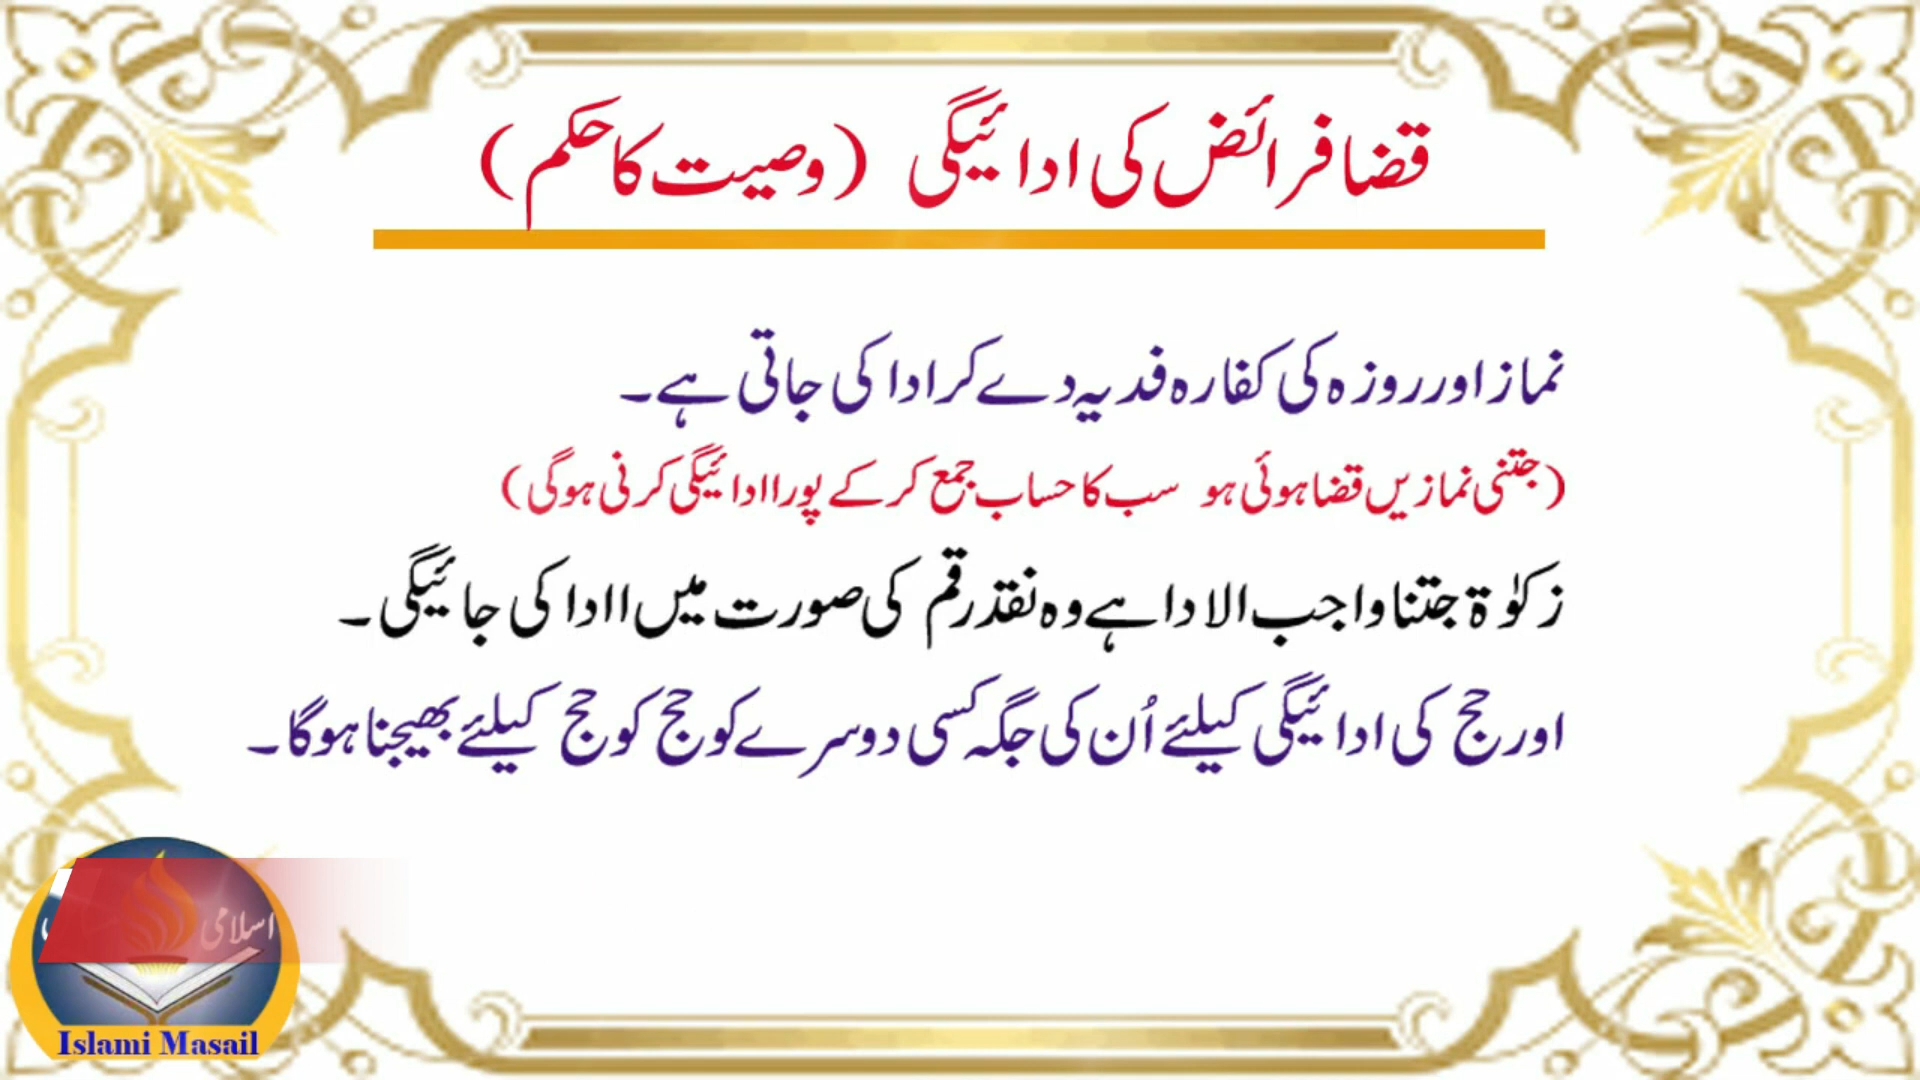 قضا فرائض کی ادائیگی (وصیت کا حکم)
نماز اور روزہ کی کفارہ فدیہ دے کر ادا کی جاتی ہے۔
(جتنی نمازیں قضا ہوئی ہو سب کا حساب جمع کر کے پورا ادائیگی کرنی ہوگی)
زکوٰۃ جتنا واجب الادا ہے وہ نقد رقم کی صورت میں اادا کی جائیگی۔
اور حج کی ادائیگی کیلئے اُن کی جگہ کسی دوسرے کو حج کو حج کیلئے بھیجنا ہوگا۔
اسلامی
Islami Masail